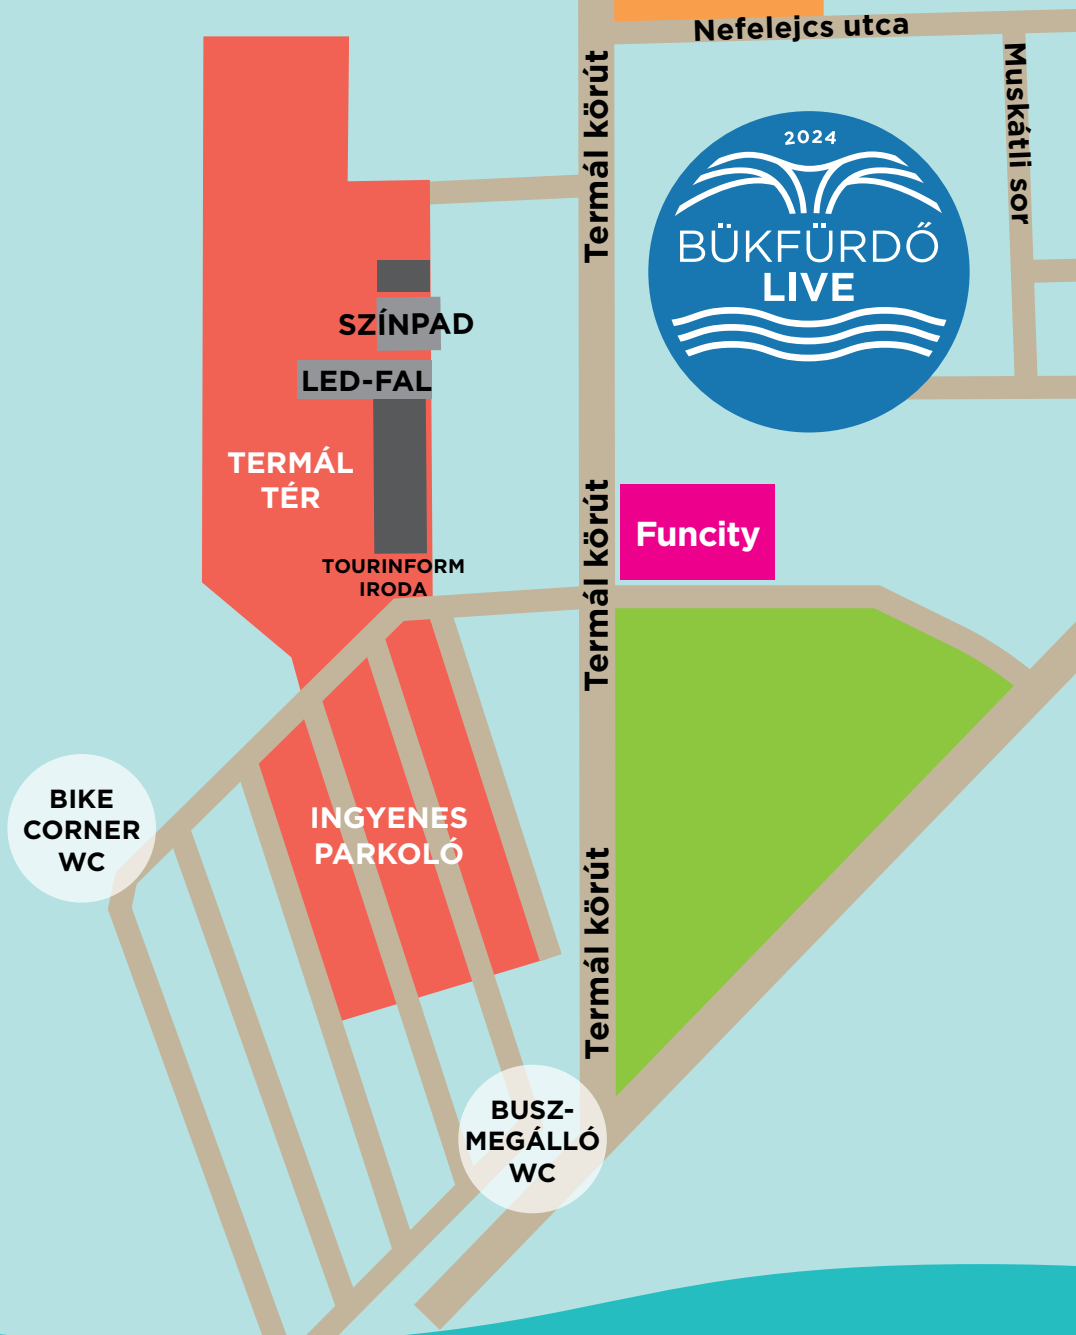 Nefelejcs utca
Termál körút
Muskátli sor
2024
BÜKFÜRDŐ
LIVE
SZÍNPAD
LED-FAL
TERMÁL
TÉR
Termál körút
Funcity
TOURINFORM
IRODA
BIKE
CORNER
WC
INGYENES
PARKOLÓ
Termál körút
BUSZ-
MEGÁLLÓ
WC